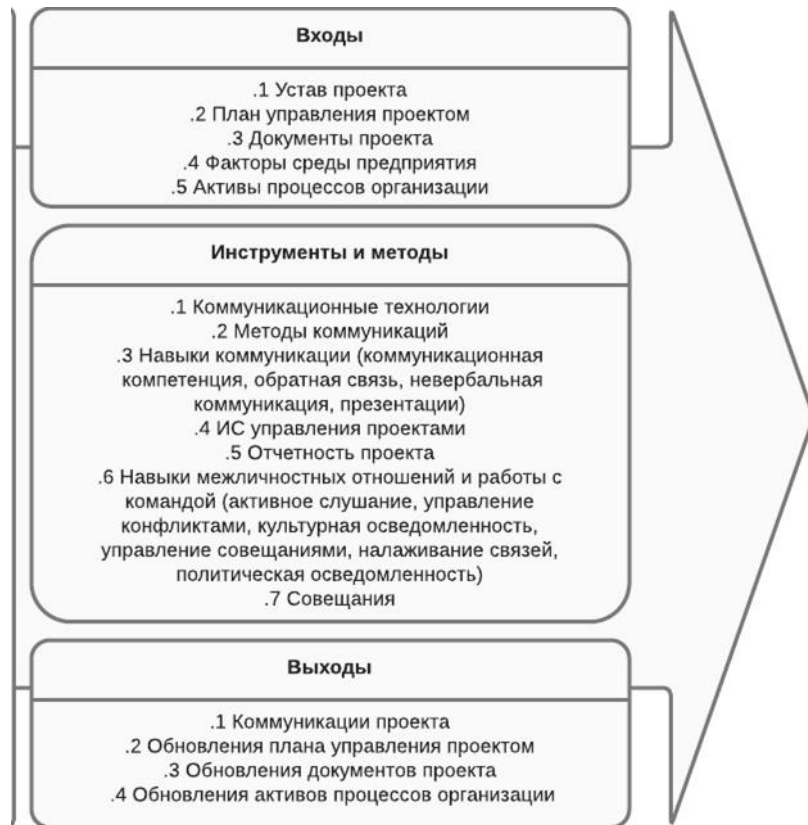 Входы
.1 Устав проекта
.2 План управления проектом
.3 Документы проекта
.4 Факторы среды предприятия
.5 Активы процессов организации
Инструменты и методы
.1 Коммуникационные технологии
.2 Методы коммуникаций
.3 Навыки коммуникации (коммуникационная
компетенция, обратная связь, невербальная
коммуникация, презентации)
.4 ИС управления проектами
.5 Отчетность проекта
.6 Навыки межличностных отношений и работы с
командой (активное слушание, управление
конфликтами, культурная осведомленность,
управление совещаниями, налаживание связей,
политическая осведомленность)
.7 Совещания
Выходы
.1 Коммуникации проекта
.2 Обновления плана управления проектом
.3 Обновления документов проекта
.4 Обновления активов процессов организации